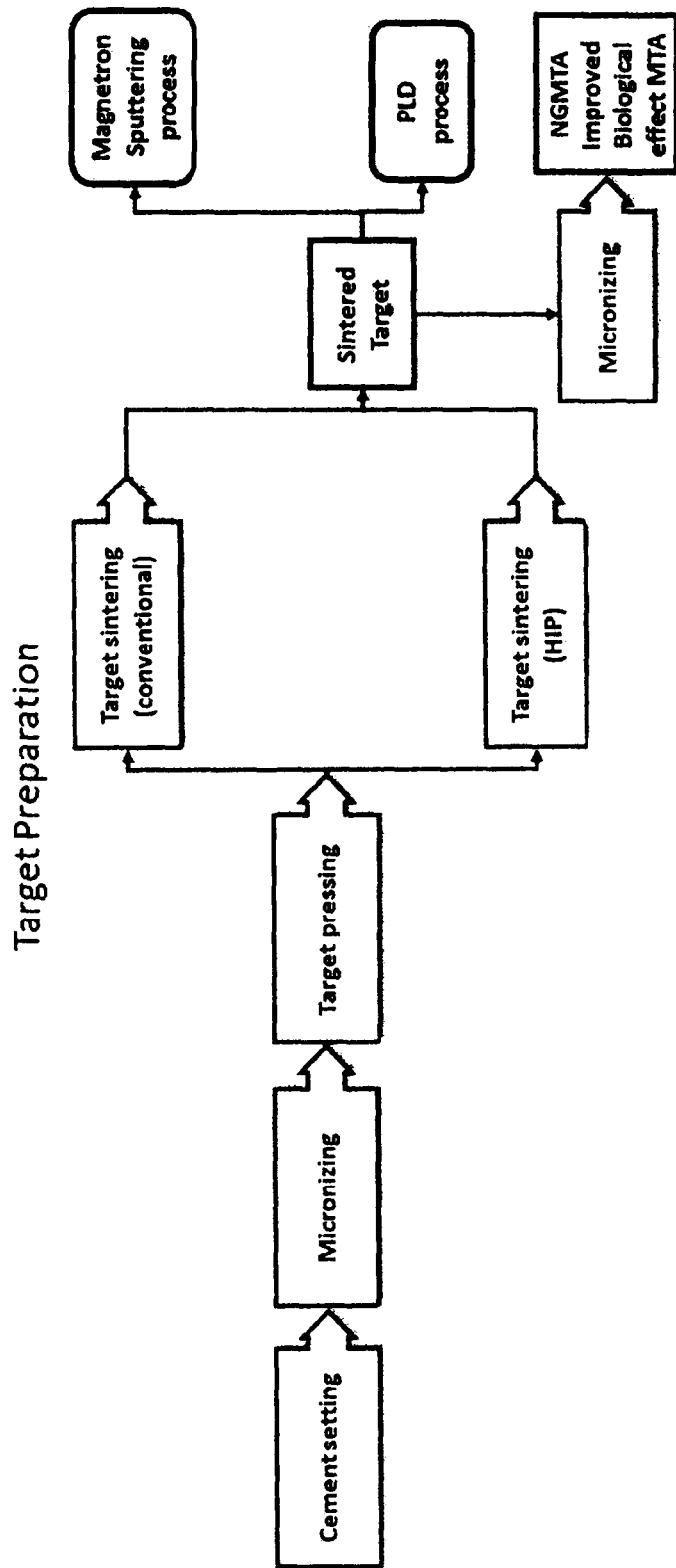 Target Preparation
Cement setting
Micronizing
Target pressing
Target sintering
(conventional)
Target sintering
(HIP)
Sintered
Target
Magnetron
Sputtering
process
PLD
process
Micronizing
NGMTA
Improved
Biological
effect MTA